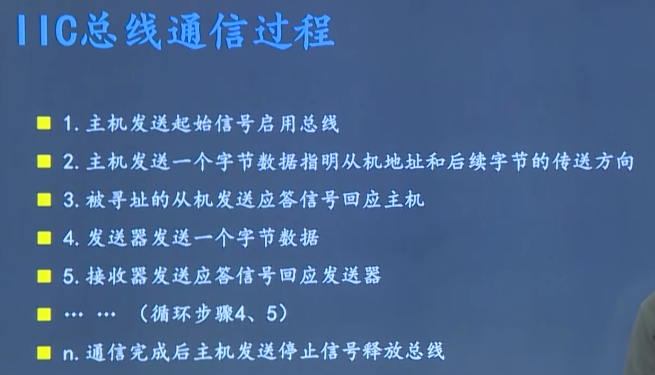 IIC总线通信过程
1.主机发送起始信号启用总线
2.主机发送一个字节数据指明从机地址和后续字节的传送方向
3.被寻址的从机发送应答信号回应主机
4.发送器发送一个字节数据
5.接收器发送应答信号回应发送器
… … （循环步骤4、5）
n.通信完成后主机发送停止信号释放总线